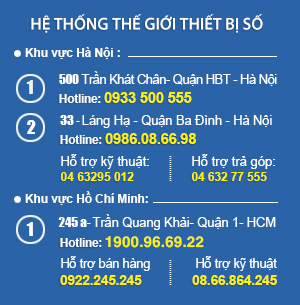 HỆ THỐNG THẾ GIỚI THIẾT BỊ SỐ
Khu vực Hà Nội :
1 500 Trần Khát Chân- Quận HBT - Hà Nội
Hotline: 0933 500 555
2 33 - Láng Hạ - Quận Ba Đình - Hà Nội
Hotline: 0986.08.66.98
Hỗ trợ kỹ thuật: Hỗ trợ trả góp:
04 63295 012 04 632 77 555
Khu vực Hồ Chí Minh:
1 245 a- Trần Quang Khải- Quận 1- HCM
Hotline: 1900.96.69.22
Hỗ trợ bán hàng Hỗ trợ kỹ thuật
0922.245.245 08.66.864.245